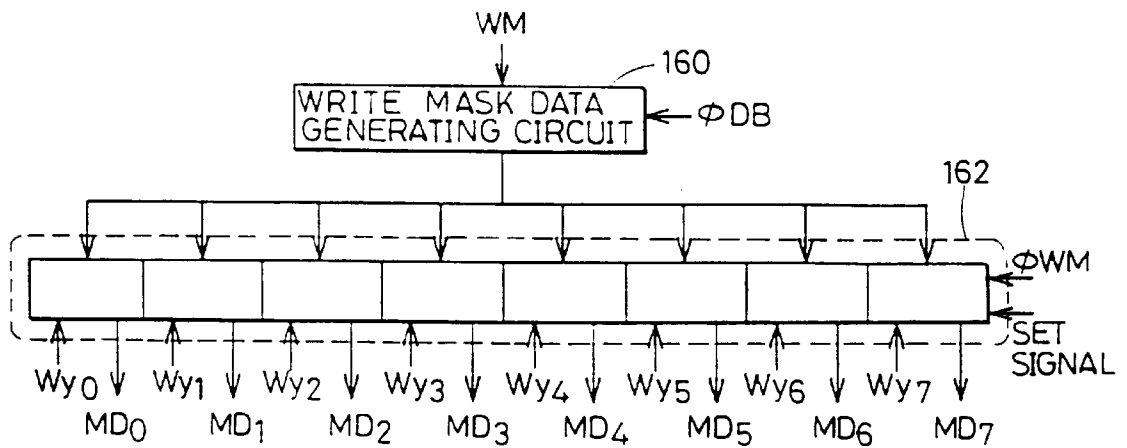 WM
160
WRITE MASK DATA
GENERATING CIRCUIT
ΦDB
162
ΦWM
SET
SIGNAL
Wy0 Wy1 Wy2 Wy3 Wy4 Wy5 Wy6 Wy7
MD0 MD1 MD2 MD3 MD4 MD5 MD6 MD7